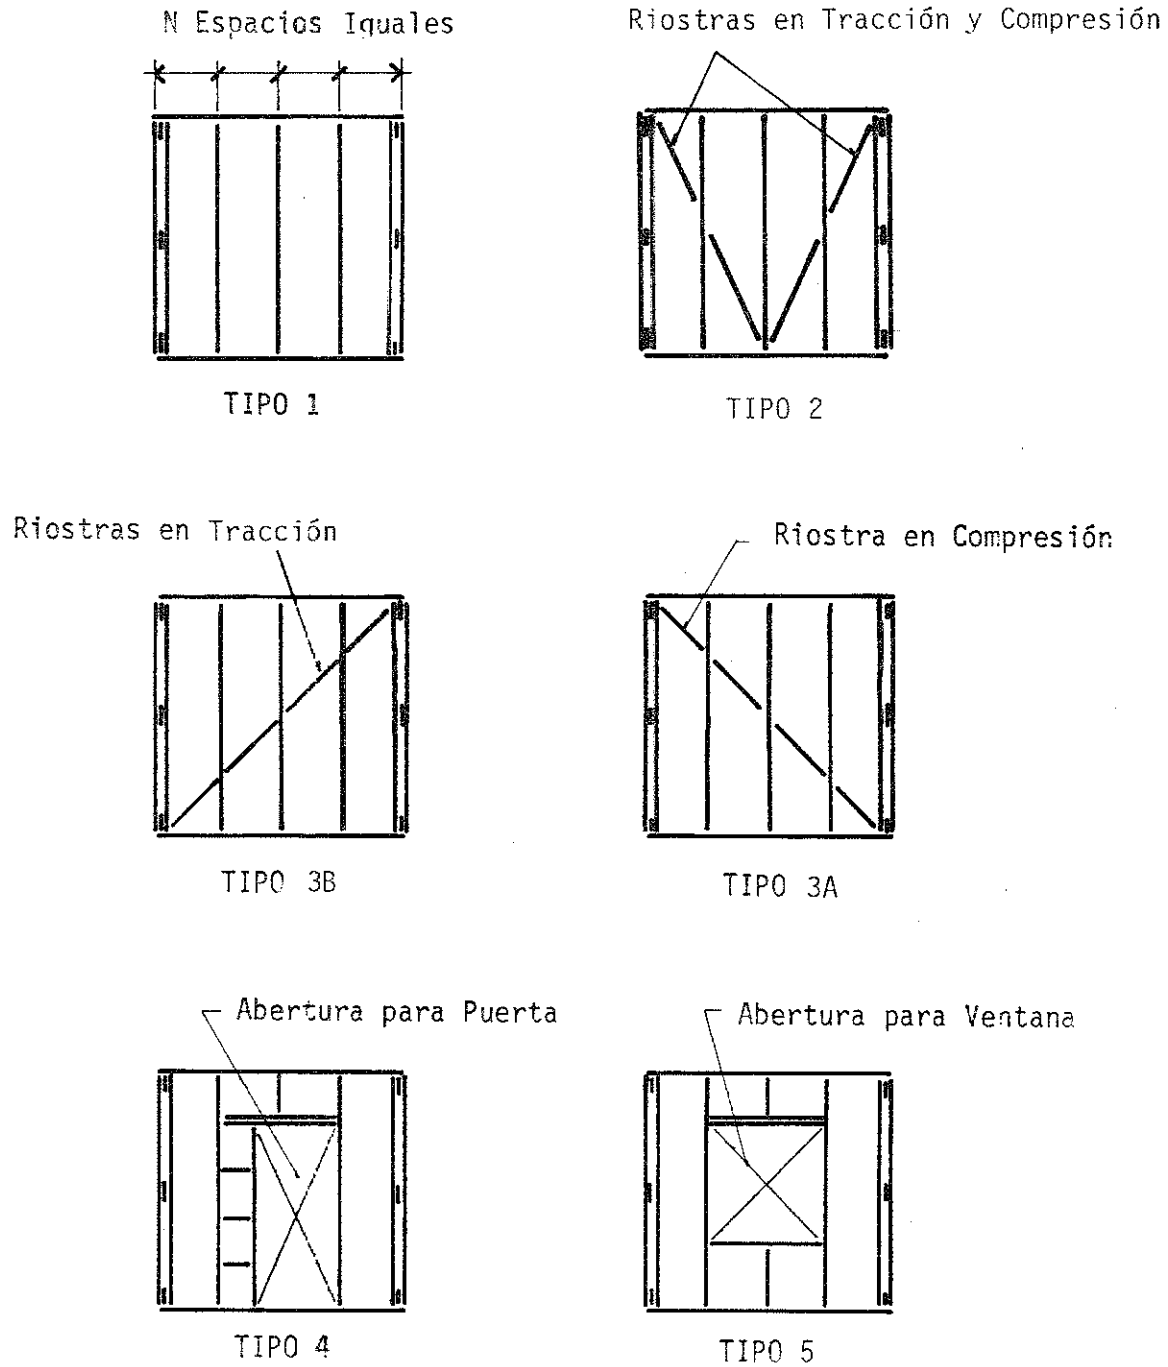 N Espacios Iguales
Riostras en Tracción y Compresión
TIPO 1
TIPO 2
Riostras en Tracción
Riostra en Compresión
TIPO 3B
TIPO 3A
Abertura para Puerta
Abertura para Ventana
TIPO 4
TIPO 5